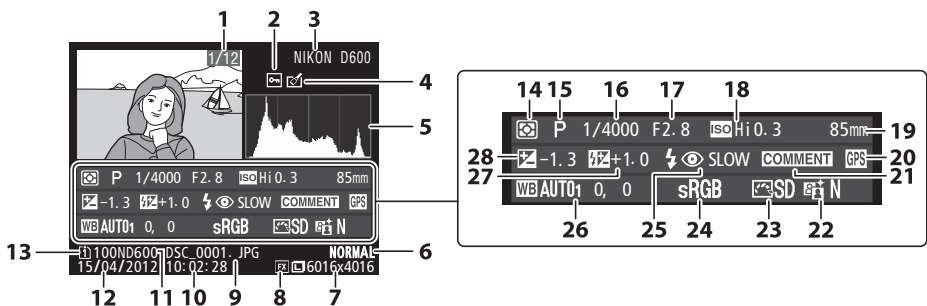 1 2 3
1/12 NIKON D600
4
5
P 1/4000 F2.8 ISO Hi0.3 85mm
-1.3 +1.0 SLOW COMMENT GPS
WB AUTO1 0, 0 sRGB SD N
13 100ND600 DSC_0001.JPG NORMAL 6
15/04/2012 10:02:28 FX L 6016x4016
12 11 10 9 8 7
14 15 16 17 18
P 1/4000 F2.8 ISO Hi0.3 85mm 19
28 -1.3 +1.0 SLOW COMMENT GPS 20
27 25 21
WB AUTO1 0, 0 sRGB SD N
26 24 23 22